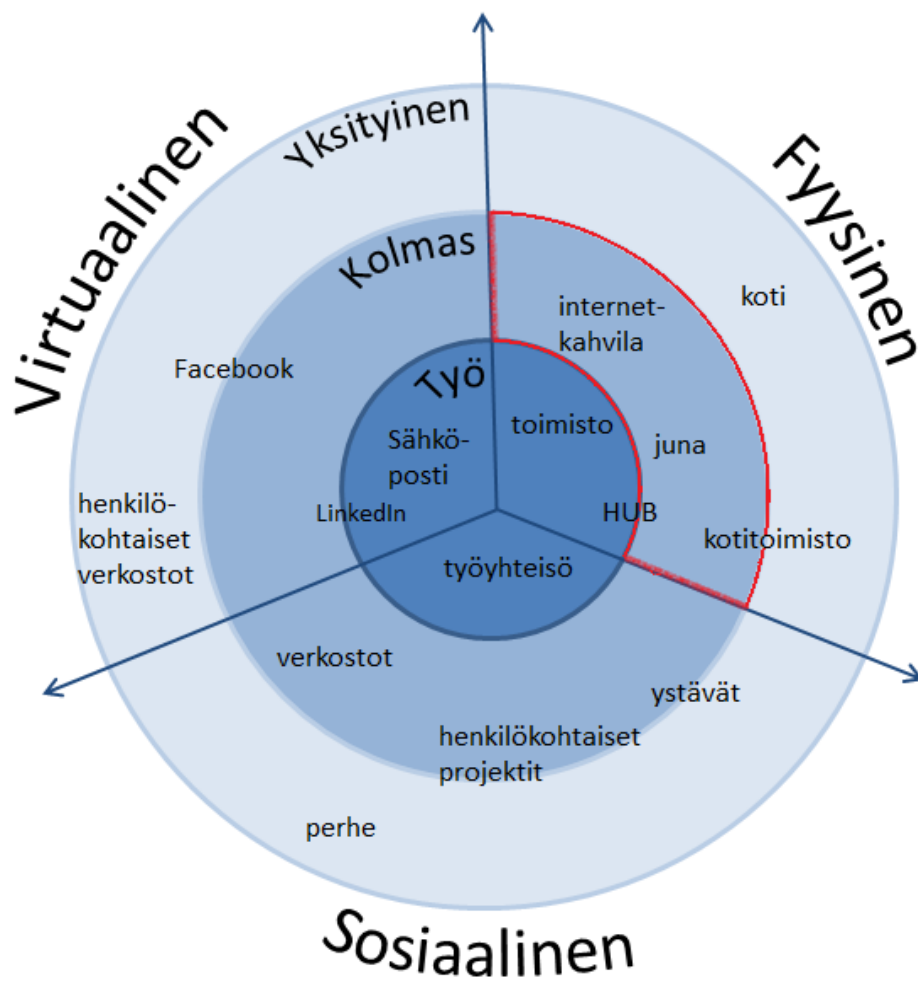 Yksityinen
Virtuaalinen
Fyysinen
Kolmas
koti
internet-
kahvila
Facebook
Työ
toimisto
Sähkö-
posti
juna
henkilö-
kohtaiset
verkostot
LinkedIn
HUB
kotitoimisto
työyhteisö
verkostot
ystävät
henkilökohtaiset
projektit
perhe
Sosiaalinen